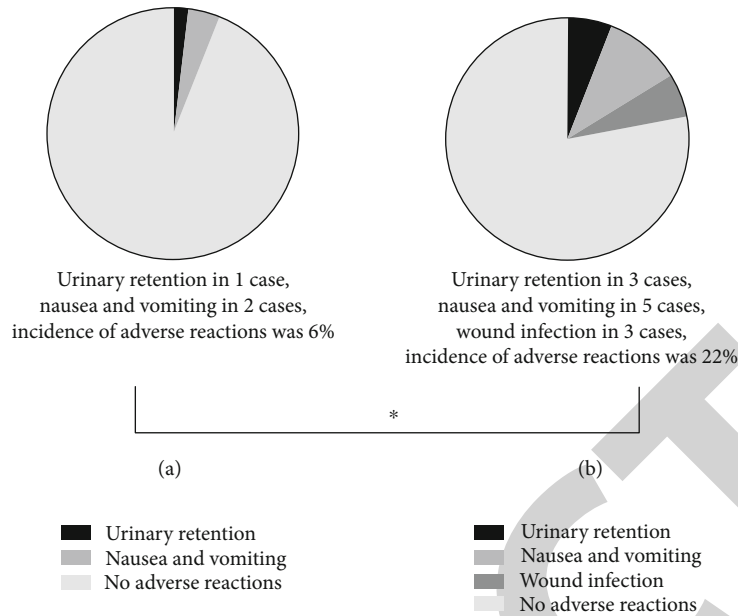 Urinary retention in 1 case,
nausea and vomiting in 2 cases,
incidence of adverse reactions was 6%
Urinary retention in 3 cases,
nausea and vomiting in 5 cases,
wound infection in 3 cases,
incidence of adverse reactions was 22%
*
(a)
(b)
Urinary retention
Nausea and vomiting
No adverse reactions
Urinary retention
Nausea and vomiting
Wound infection
No adverse reactions